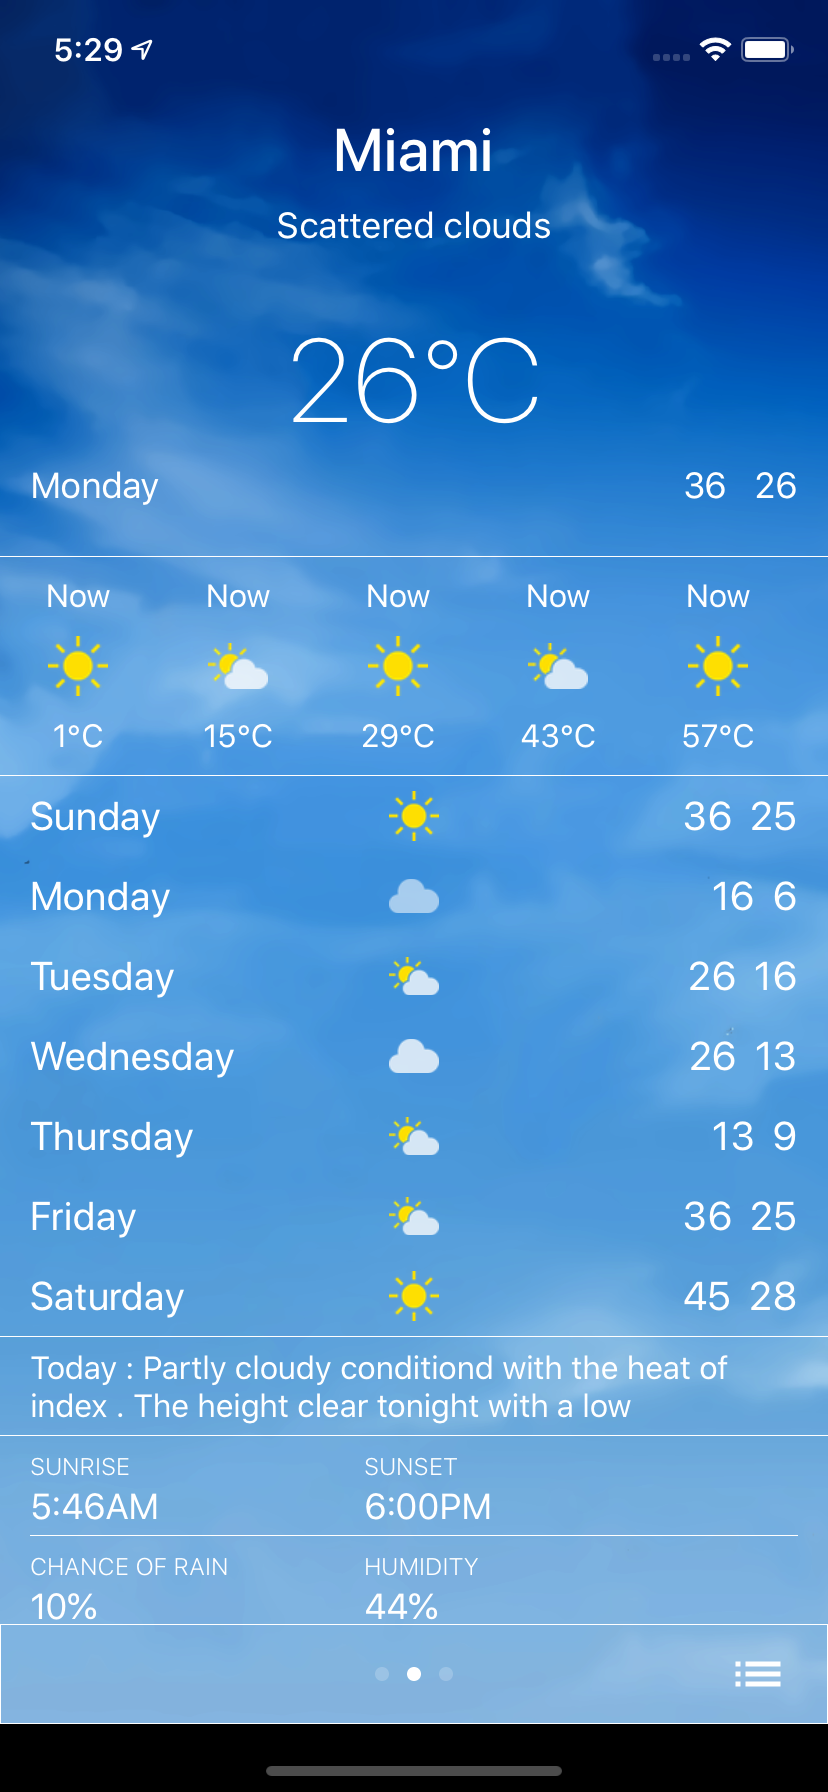 5:29
Miami
Scattered clouds
26°C
Monday 36 26
Now Now Now Now Now
1°C 15°C 29°C 43°C 57°C
Sunday 36 25
Monday 16 6
Tuesday 26 16
Wednesday 26 13
Thursday 13 9
Friday 36 25
Saturday 45 28
Today : Partly cloudy conditiond with the heat of
index . The height clear tonight with a low
SUNRISE SUNSET
5:46AM 6:00PM
CHANCE OF RAIN HUMIDITY
10% 44%